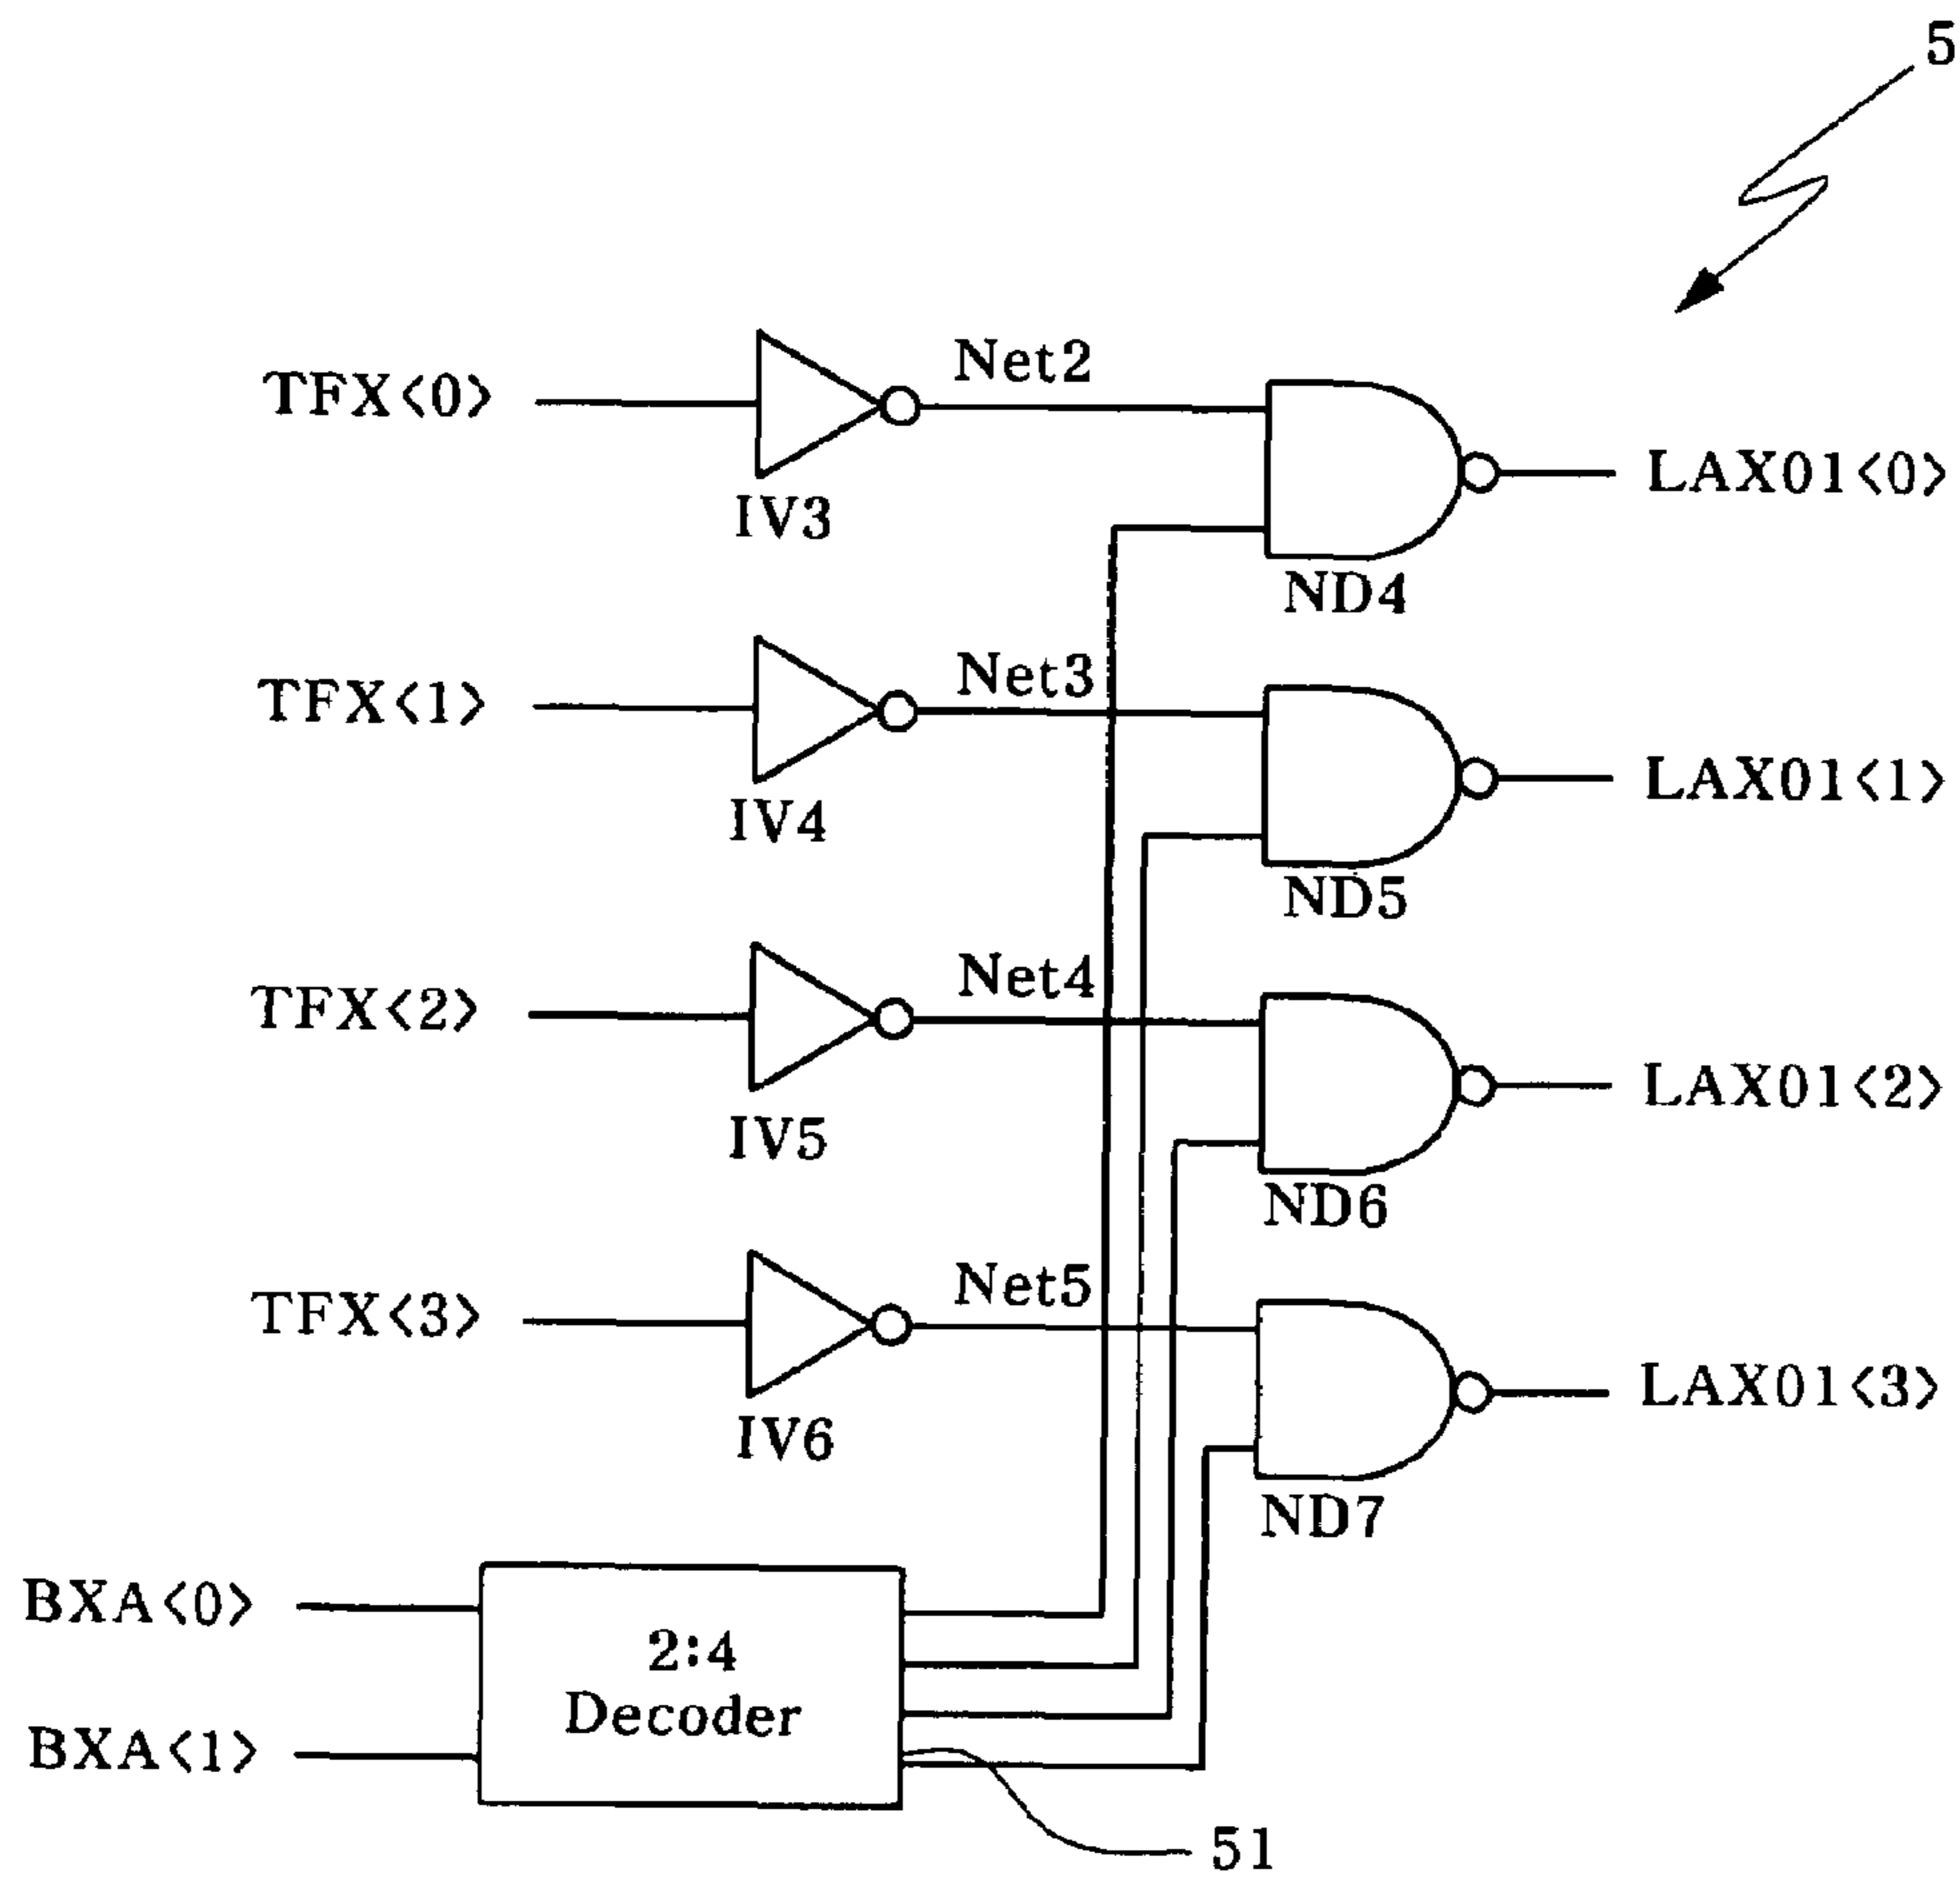 5
TFX<0>
Net2
LAX01<0>
IV3
ND4
TFX<1>
Net3
LAX01<1>
IV4
ND5
TFX<2>
Net4
LAX01<2>
IV5
ND6
TFX<3>
Net5
LAX01<3>
IV6
ND7
BXA<0>
2:4
Decoder
BXA<1>
51